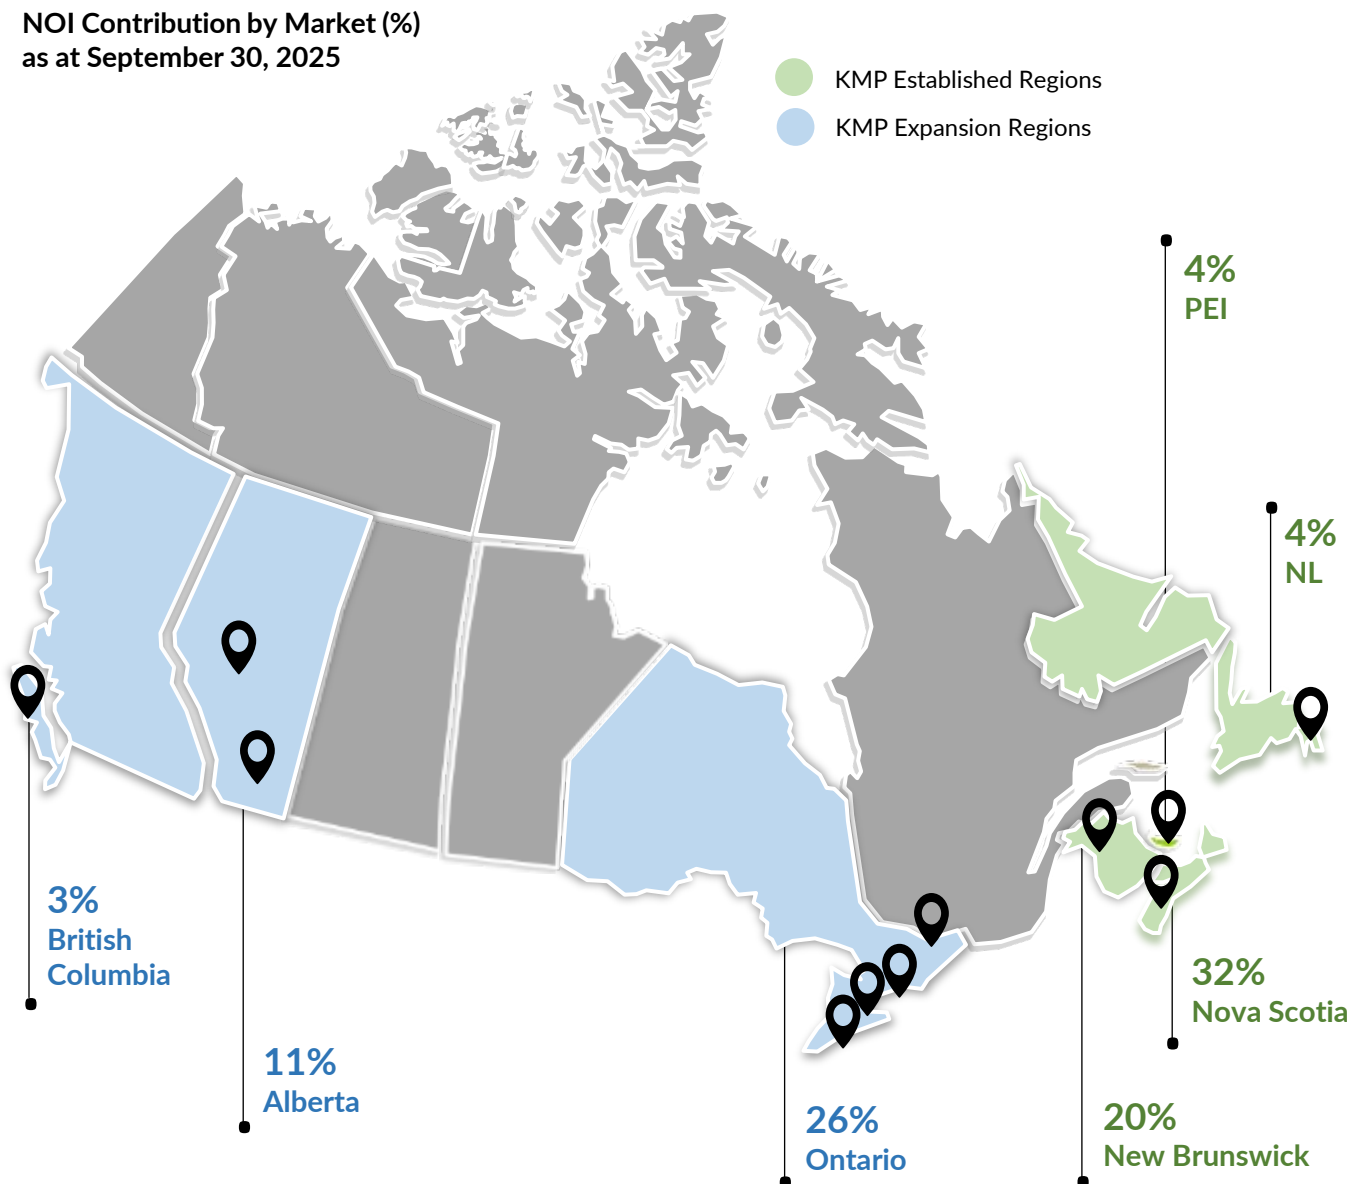 NOI Contribution by Market (%)
as at September 30, 2025
KMP Established Regions
KMP Expansion Regions
4%
PEI
4%
NL
3%
British
Columbia
32%
Nova Scotia
11%
Alberta
26%
Ontario
20%
New Brunswick